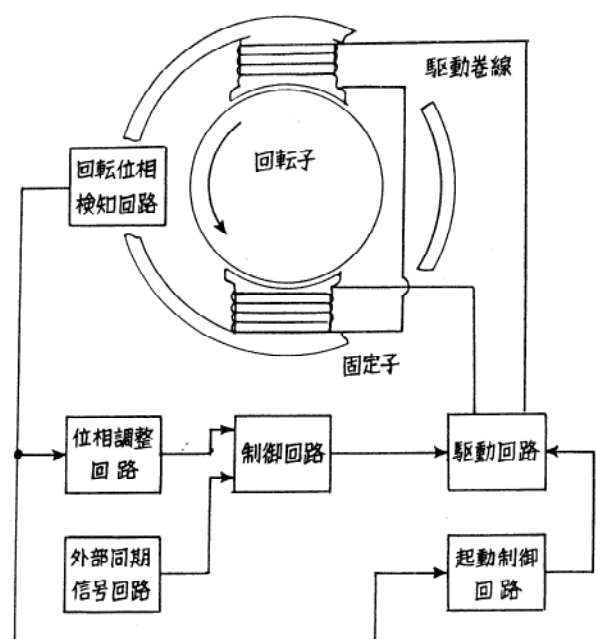 駆動巻線
回転子
回転位相
検知回路
固定子
位相調整
回路
制御回路
駆動回路
外部同期
信号回路
起動制御
回路